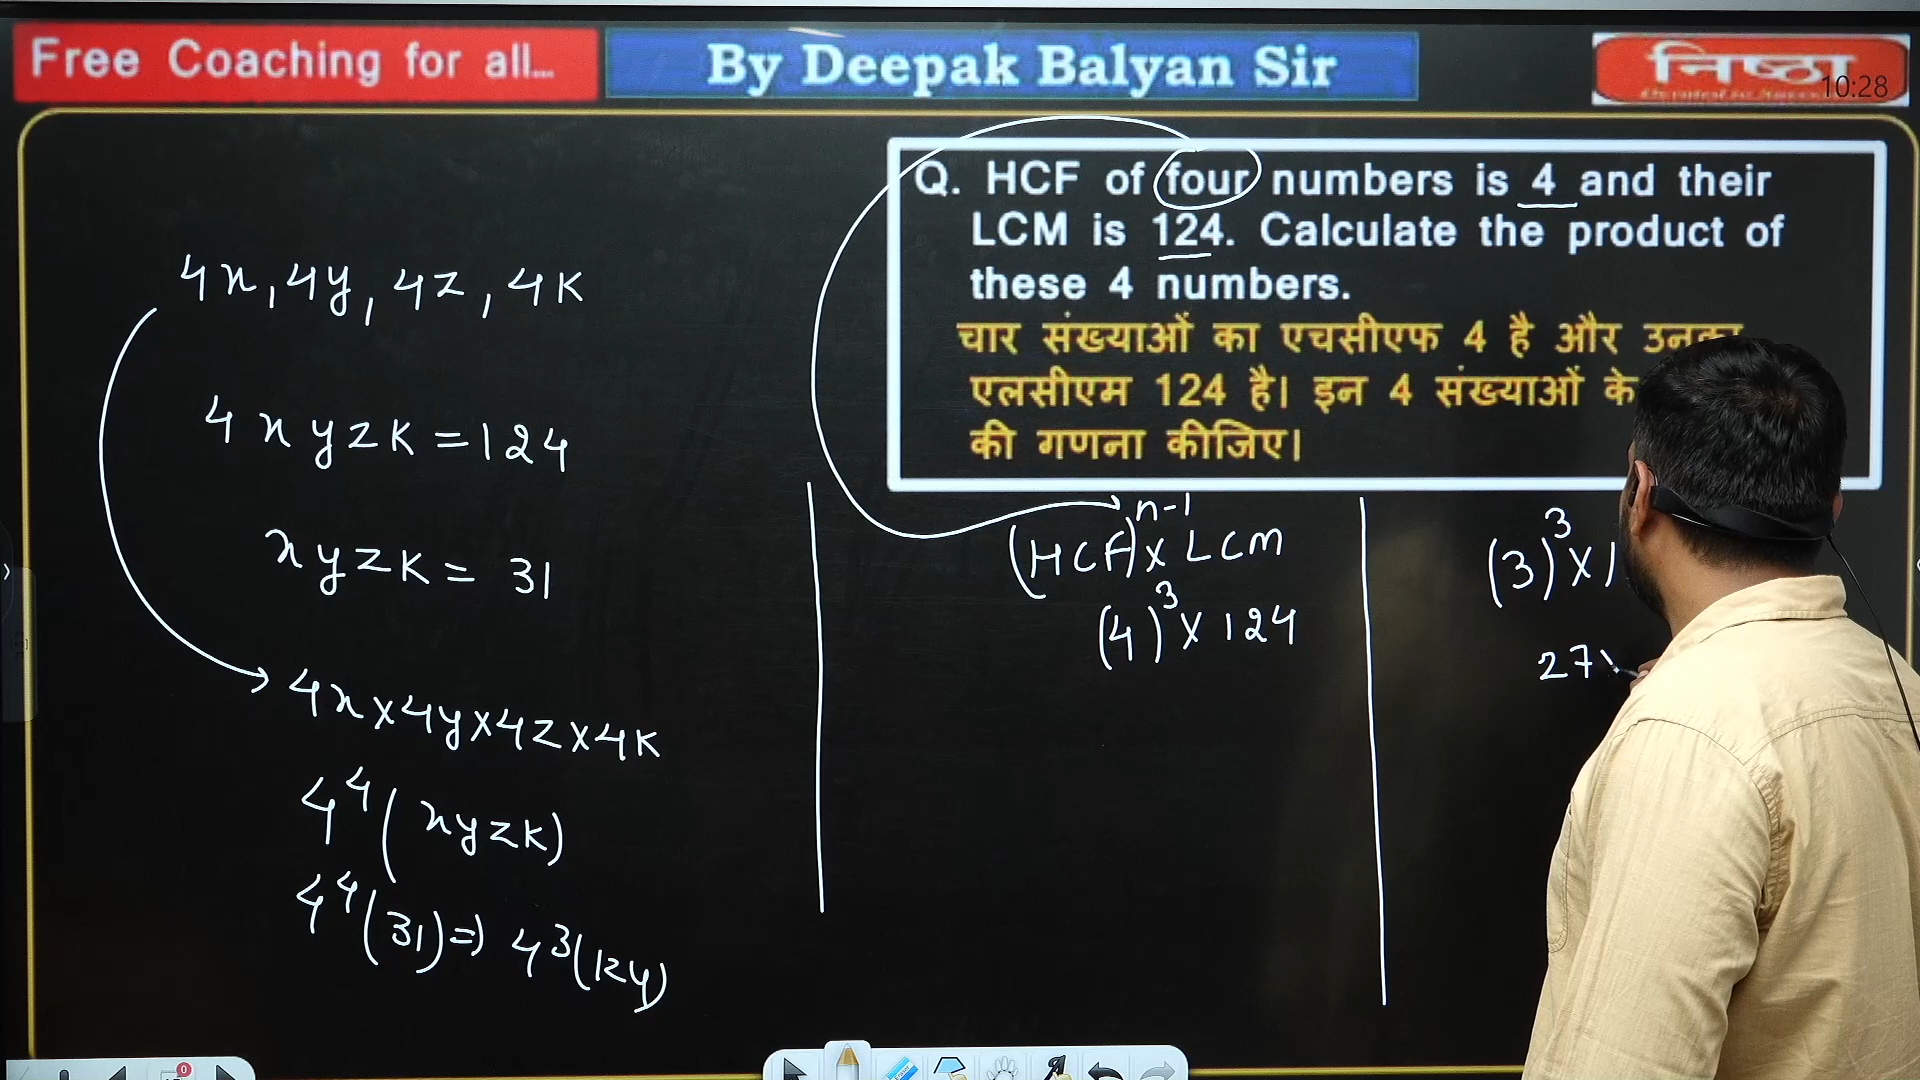 Free Coaching for all...
By Deepak Balyan Sir
निष्ठा
10:28
Q. HCF of four numbers is 4 and their
LCM is 124. Calculate the product of
these 4 numbers.
चार संख्याओं का एचसीएफ 4 है और उनका
एलसीएम 124 है। इन 4 संख्याओं के
की गणना कीजिए।
4x, 4y, 4z, 4K
4xyzK = 124
xyzK = 31
4x×4y×4z×4K
4⁴(xyzK)
4⁴(31) ⇒ 4³(124)
(HCF)ⁿ⁻¹ × LCM
(4)³ × 124
(3)³ × 1
27
0